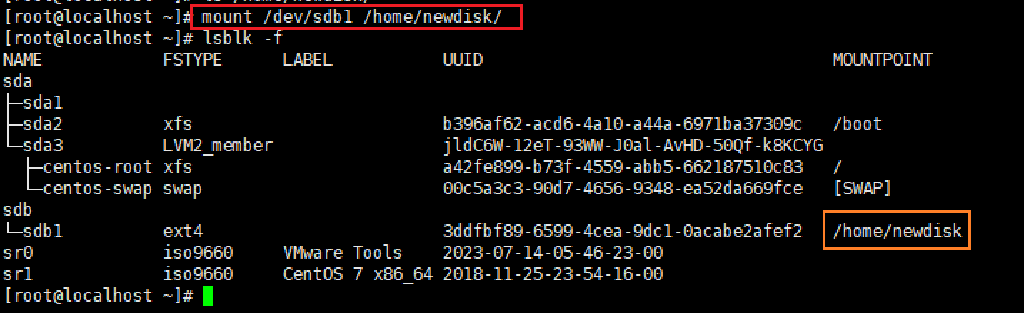 [root@localhost ~]# mount /dev/sdb1 /home/newdisk/
[root@localhost ~]# lsblk -f
NAME FSTYPE LABEL UUID MOUNTPOINT
sda
├─sda1
├─sda2 xfs b396af62-acd6-4a10-a44a-6971ba37309c /boot
└─sda3 LVM2_member jldC6W-12eT-93WW-J0al-AvHD-50Qf-k8KCYG
├─centos-root xfs a42fe899-b73f-4559-abb5-662187510c83 /
└─centos-swap swap 00c5a3c3-90d7-4656-9348-ea52da669fce [SWAP]
sdb
└─sdb1 ext4 3ddfbf89-6599-4cea-9dc1-0acabe2afef2 /home/newdisk
sr0 iso9660 VMware Tools 2023-07-14-05-46-23-00
sr1 iso9660 CentOS 7 x86_64 2018-11-25-23-54-16-00
[root@localhost ~]#